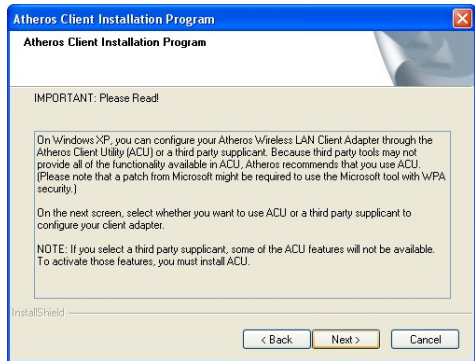 Atheros Client Installation Program
Atheros Client Installation Program
IMPORTANT: Please Read!
On Windows XP, you can configure your Atheros Wireless LAN Client Adapter through the
Atheros Client Utility (ACU) or a third party supplicant. Because third party tools may not
provide all of the functionality available in ACU, Atheros recommends that you use ACU.
(Please note that a patch from Microsoft might be required to use the Microsoft tool with WPA
security.)
On the next screen, select whether you want to use ACU or a third party supplicant to
configure your client adapter.
NOTE: If you select a third party supplicant, some of the ACU features will not be available.
To activate those features, you must install ACU.
InstallShield
< Back
Next >
Cancel